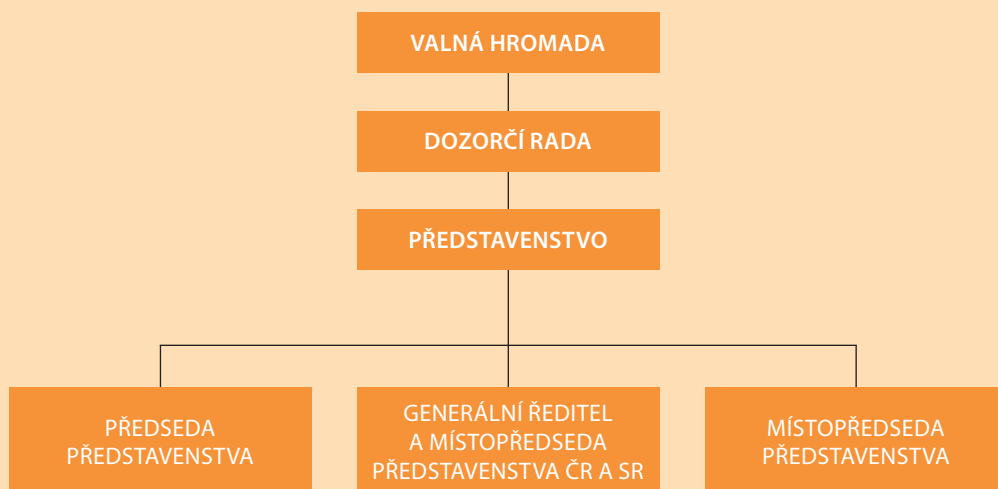 VALNÁ HROMADA
DOZORČÍ RADA
PŘEDSTAVENSTVO
PŘEDSEDA
PŘEDSTAVENSTVA
GENERÁLNÍ ŘEDITEL
A MÍSTOPŘEDSEDA
PŘEDSTAVENSTVA ČR A SR
MÍSTOPŘEDSEDA
PŘEDSTAVENSTVA